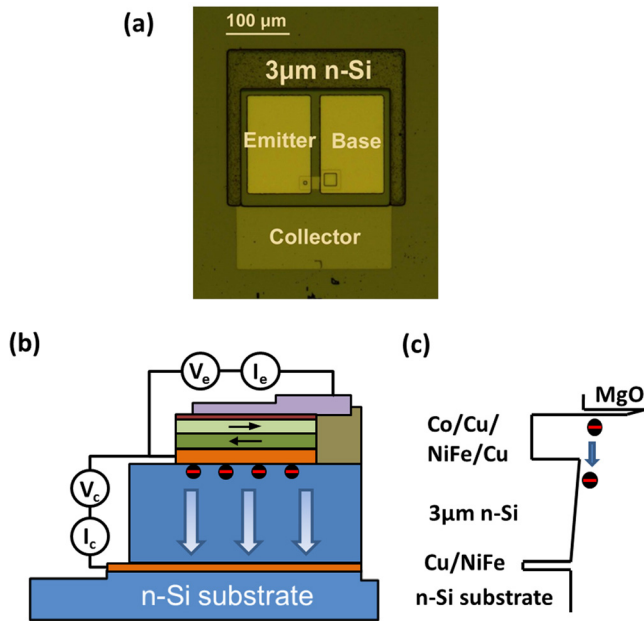 (a)
100 μm
3μm n-Si
Emitter
Base
Collector
(b)
Ve
Ie
Vc
Ic
n-Si substrate
(c)
MgO
Co/Cu/
NiFe/Cu
3μm n-Si
Cu/NiFe
n-Si substrate